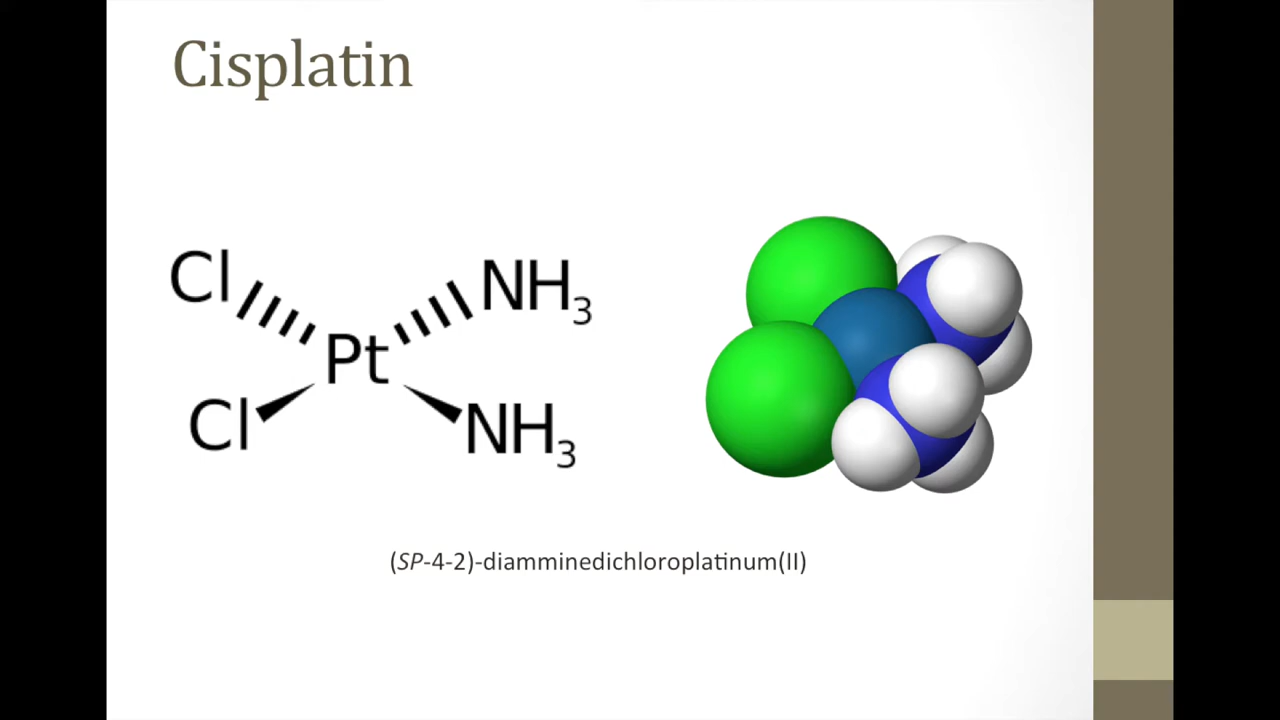 Cisplatin
Cl NH3
Pt
Cl NH3
(SP-4-2)-diamminedichloroplatinum(II)